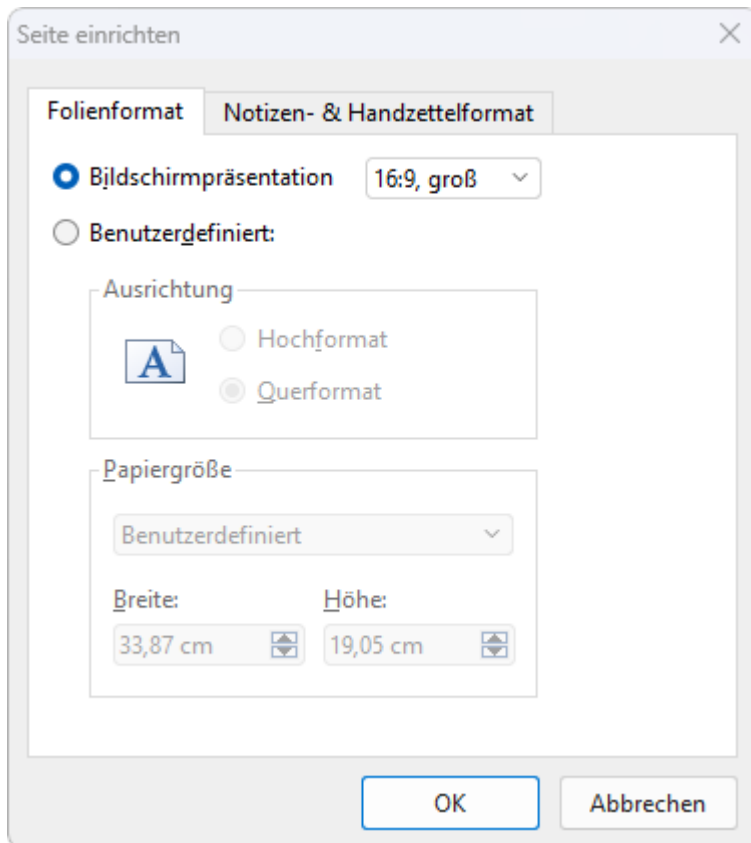 Seite einrichten
Folienformat
Notizen- & Handzettelformat
Bildschirmpräsentation
16:9, groß
Benutzerdefiniert:
Ausrichtung
A
Hochformat
Querformat
Papiergröße
Benutzerdefiniert
Breite: Höhe:
33,87 cm 19,05 cm
OK Abbrechen